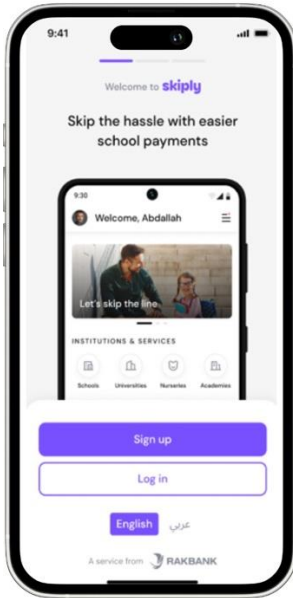 9:41
Welcome to skiply
Skip the hassle with easier
school payments
9:30
Welcome, Abdallah
Let's skip the line.
INSTITUTIONS & SERVICES
Schools Universities Nurseries Academies
Sign up
Log in
English عربي
A service from RAKBANK